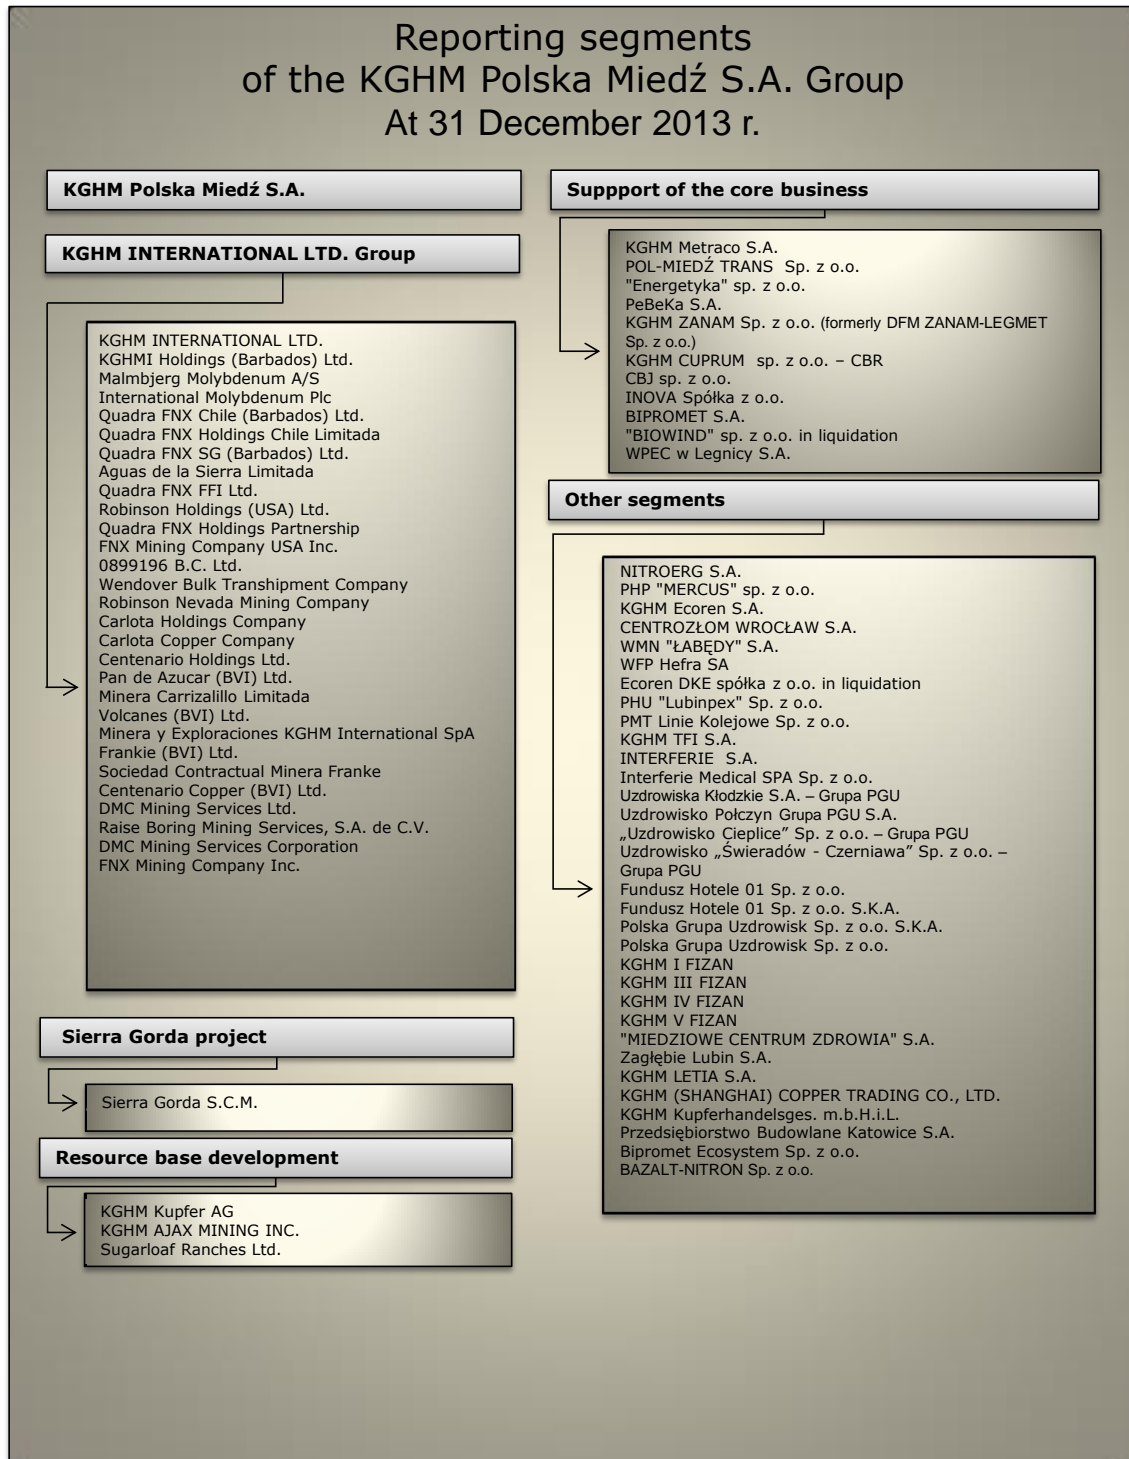 Reporting segments
of the KGHM Polska Miedź S.A. Group
At 31 December 2013 r.
KGHM Polska Miedź S.A.
KGHM INTERNATIONAL LTD. Group
KGHM INTERNATIONAL LTD.
KGHMI Holdings (Barbados) Ltd.
Malmbjerg Molybdenum A/S
International Molybdenum Plc
Quadra FNX Chile (Barbados) Ltd.
Quadra FNX Holdings Chile Limitada
Quadra FNX SG (Barbados) Ltd.
Aguas de la Sierra Limitada
Quadra FNX FFI Ltd.
Robinson Holdings (USA) Ltd.
Quadra FNX Holdings Partnership
FNX Mining Company USA Inc.
0899196 B.C. Ltd.
Wendover Bulk Transhipment Company
Robinson Nevada Mining Company
Carlota Holdings Company
Carlota Copper Company
Centenario Holdings Ltd.
Pan de Azucar (BVI) Ltd.
Minera Carrizalillo Limitada
Volcanes (BVI) Ltd.
Minera y Exploraciones KGHM International SpA
Frankie (BVI) Ltd.
Sociedad Contractual Minera Franke
Centenario Copper (BVI) Ltd.
DMC Mining Services Ltd.
Raise Boring Mining Services, S.A. de C.V.
DMC Mining Services Corporation
FNX Mining Company Inc.
Sierra Gorda project
Sierra Gorda S.C.M.
Resource base development
KGHM Kupfer AG
KGHM AJAX MINING INC.
Sugarloaf Ranches Ltd.
Suppport of the core business
KGHM Metraco S.A.
POL-MIEDŹ TRANS Sp. z o.o.
"Energetyka" sp. z o.o.
PeBeKa S.A.
KGHM ZANAM Sp. z o.o. (formerly DFM ZANAM-LEGMET
Sp. z o.o.)
KGHM CUPRUM sp. z o.o. – CBR
CBJ sp. z o.o.
INOVA Spółka z o.o.
BIPROMET S.A.
"BIOWIND" sp. z o.o. in liquidation
WPEC w Legnicy S.A.
Other segments
NITROERG S.A.
PHP "MERCUS" sp. z o.o.
KGHM Ecoren S.A.
CENTROZŁOM WROCŁAW S.A.
WMN "ŁABĘDY" S.A.
WFP Hefra SA
Ecoren DKE spółka z o.o. in liquidation
PHU "Lubinpex" Sp. z o.o.
PMT Linie Kolejowe Sp. z o.o.
KGHM TFI S.A.
INTERFERIE S.A.
Interferie Medical SPA Sp. z o.o.
Uzdrowiska Kłodzkie S.A. – Grupa PGU
Uzdrowisko Połczyn Grupa PGU S.A.
„Uzdrowisko Cieplice” Sp. z o.o. – Grupa PGU
Uzdrowisko „Świeradów - Czerniawa” Sp. z o.o. –
Grupa PGU
Fundusz Hotele 01 Sp. z o.o.
Fundusz Hotele 01 Sp. z o.o. S.K.A.
Polska Grupa Uzdrowisk Sp. z o.o. S.K.A.
Polska Grupa Uzdrowisk Sp. z o.o.
KGHM I FIZAN
KGHM III FIZAN
KGHM IV FIZAN
KGHM V FIZAN
"MIEDZIOWE CENTRUM ZDROWIA" S.A.
Zagłębie Lubin S.A.
KGHM LETIA S.A.
KGHM (SHANGHAI) COPPER TRADING CO., LTD.
KGHM Kupferhandelsges. m.b.H.i.L.
Przedsiębiorstwo Budowlane Katowice S.A.
Bipromet Ecosystem Sp. z o.o.
BAZALT-NITRON Sp. z o.o.